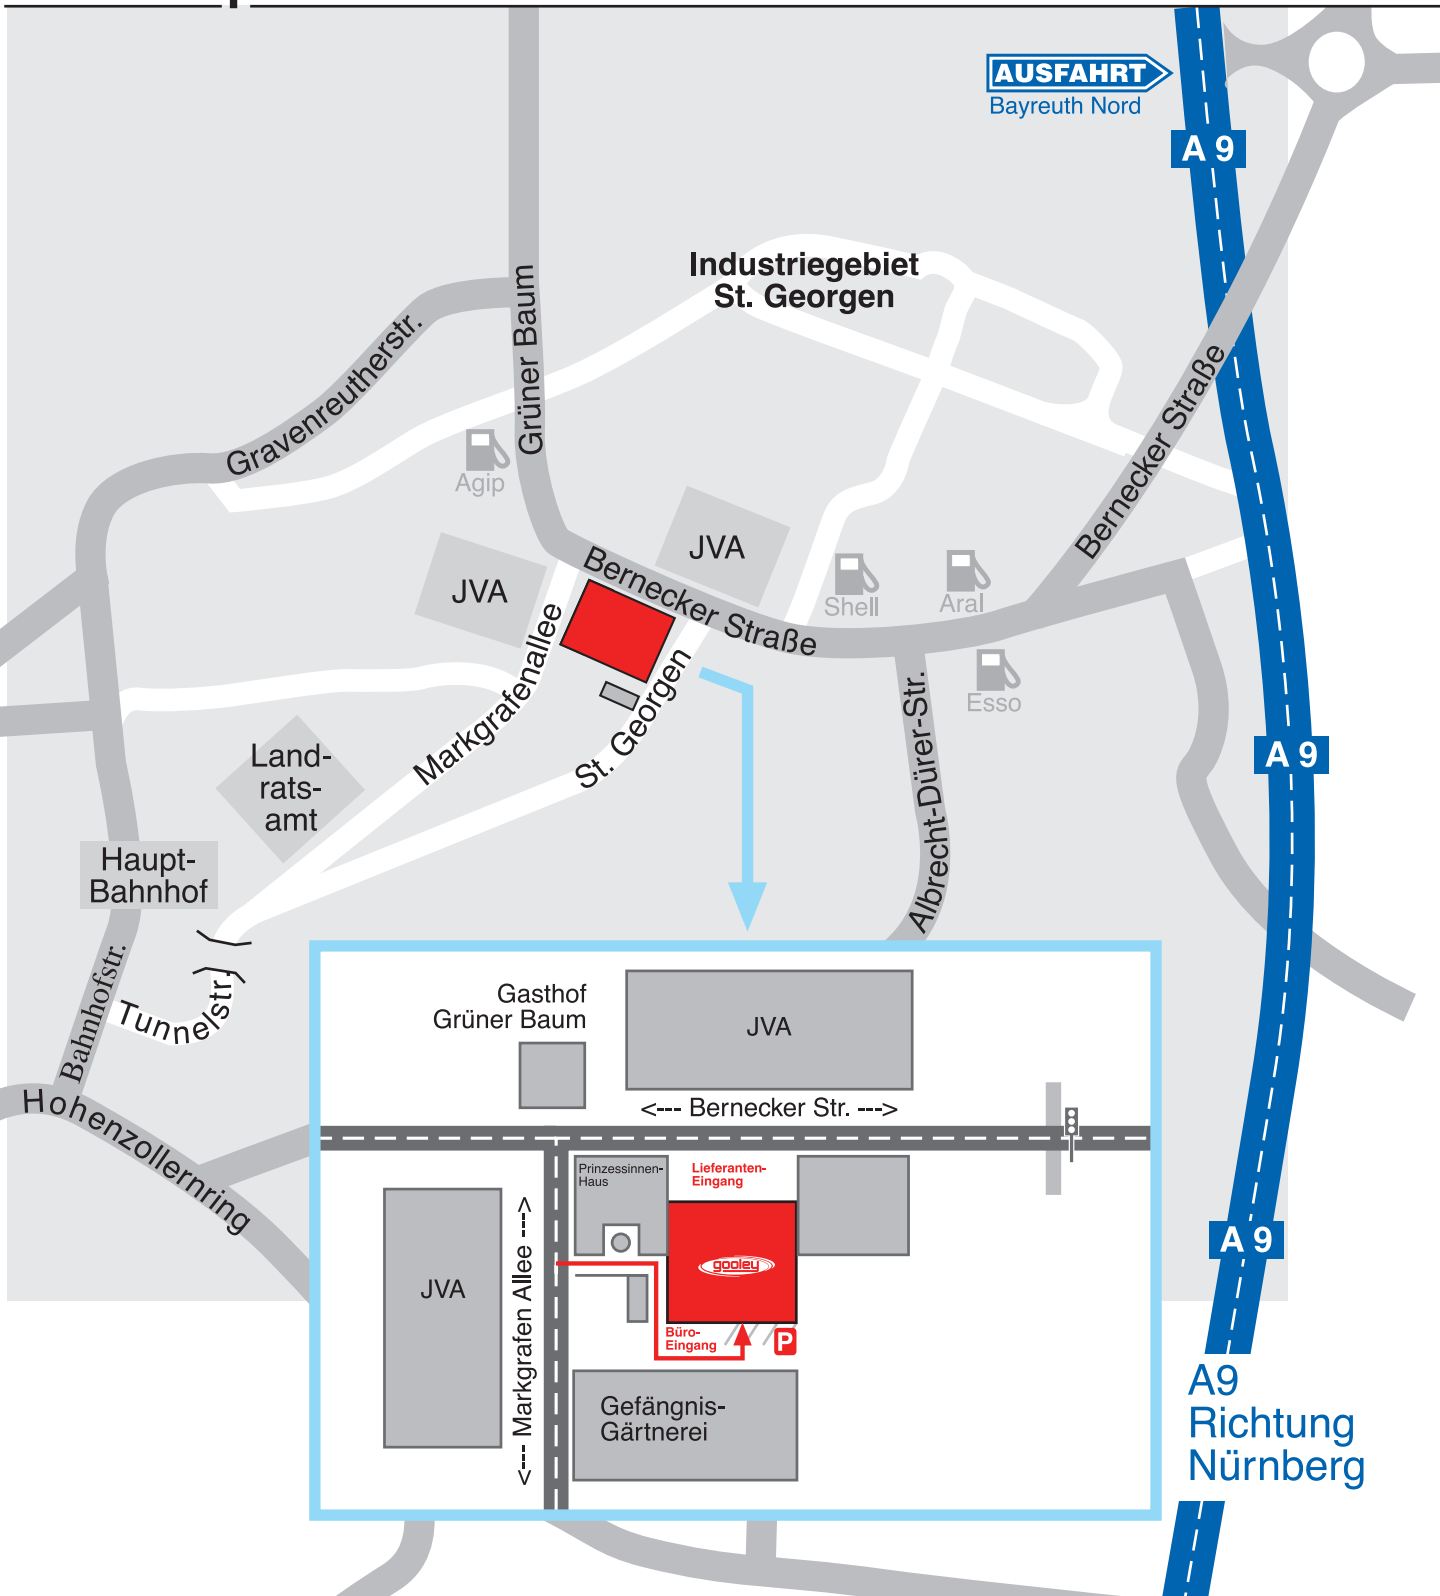 AUSFAHRT
Bayreuth Nord
A 9
Industriegebiet
St. Georgen
Grüner Baum
Gravenreutherstr.
Bernecker Straße
Agip
JVA
JVA
Bernecker Straße
Shell
Aral
Esso
Markgrafenallee
St. Georgen
Albrecht-Dürer-Str.
A 9
Land-
rats-
amt
Haupt-
Bahnhof
Bahnhofstr.
Tunnelstr.
Hohenzollernring
Gasthof
Grüner Baum
JVA
<--- Bernecker Str. --->
Prinzessinnen-
Haus
Lieferanten-
Eingang
<--- Markgrafen Allee --->
JVA
gooley
Büro-
Eingang
P
Gefängnis-
Gärtnerei
A 9
A9
Richtung
Nürnberg